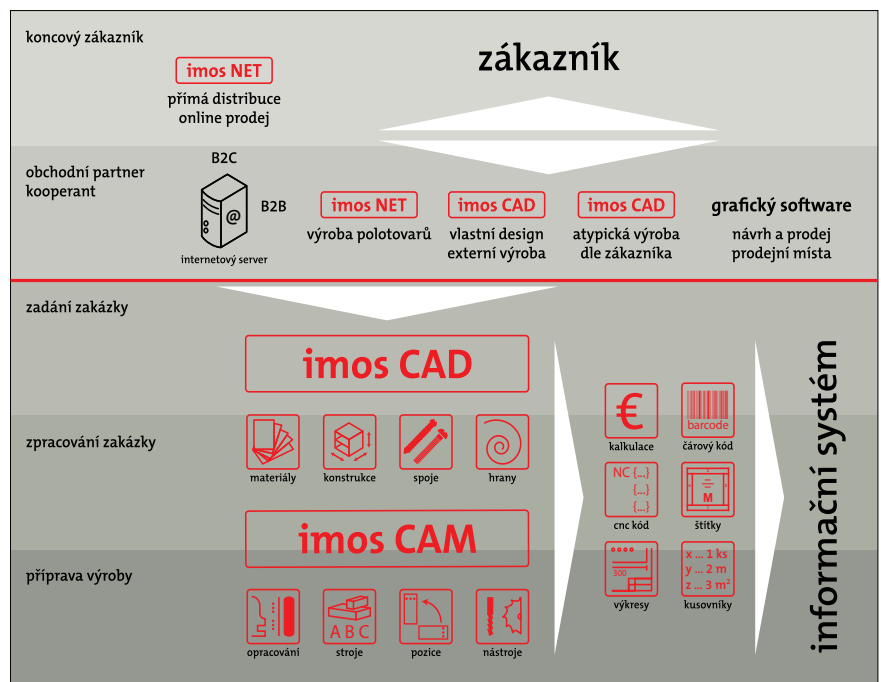 koncový zákazník
imos NET
přímá distribuce
online prodej
zákazník
obchodní partner
kooperant
B2C
@
B2B
internetový server
imos NET
výroba polotovarů
imos CAD
vlastní design
externí výroba
imos CAD
atypická výroba
dle zákazníka
grafický software
návrh a prodej
prodejní místa
zadání zakázky
imos CAD
zpracování zakázky
materiály
konstrukce
spoje
hrany
imos CAM
příprava výroby
opracování
A B C
stroje
pozice
nástroje
€
kalkulace
barcode
čárový kód
NC {...}
{...}
{...}
cnc kód
M
štítky
300
výkresy
x ... 1 ks
y ... 2 m
z ... 3 m²
kusovníky
informační systém